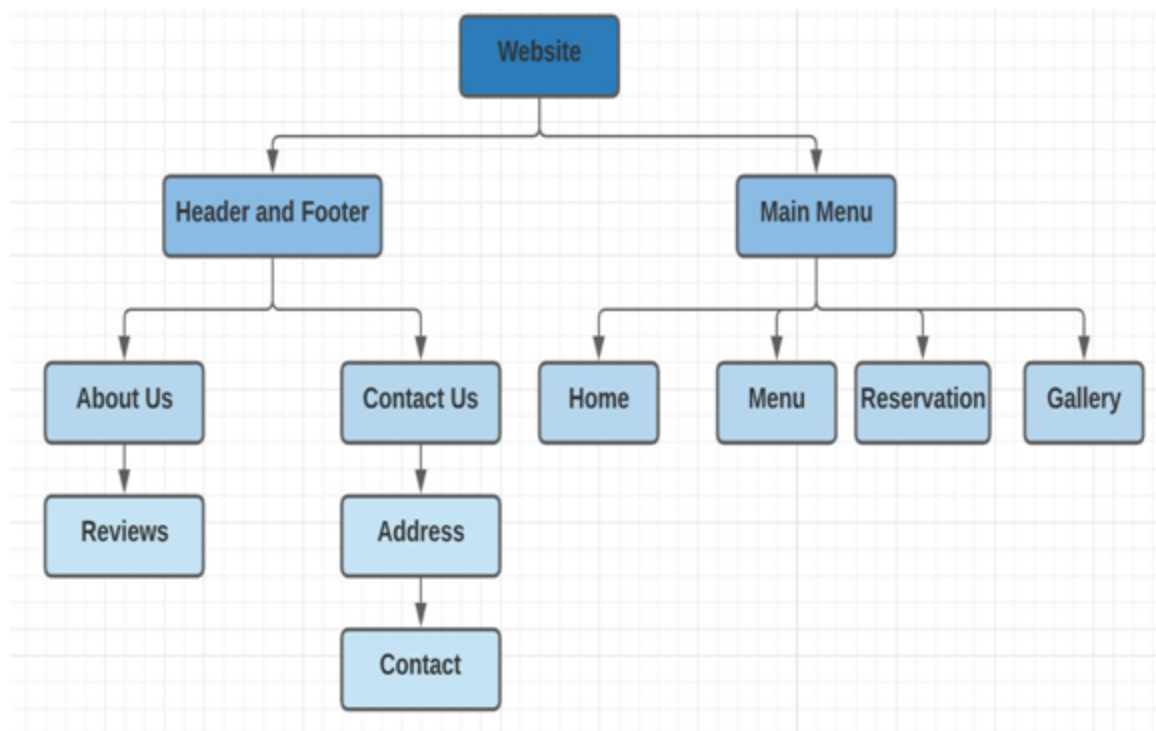 Website
Header and Footer
Main Menu
About Us
Contact Us
Home
Menu
Reservation
Gallery
Reviews
Address
Contact